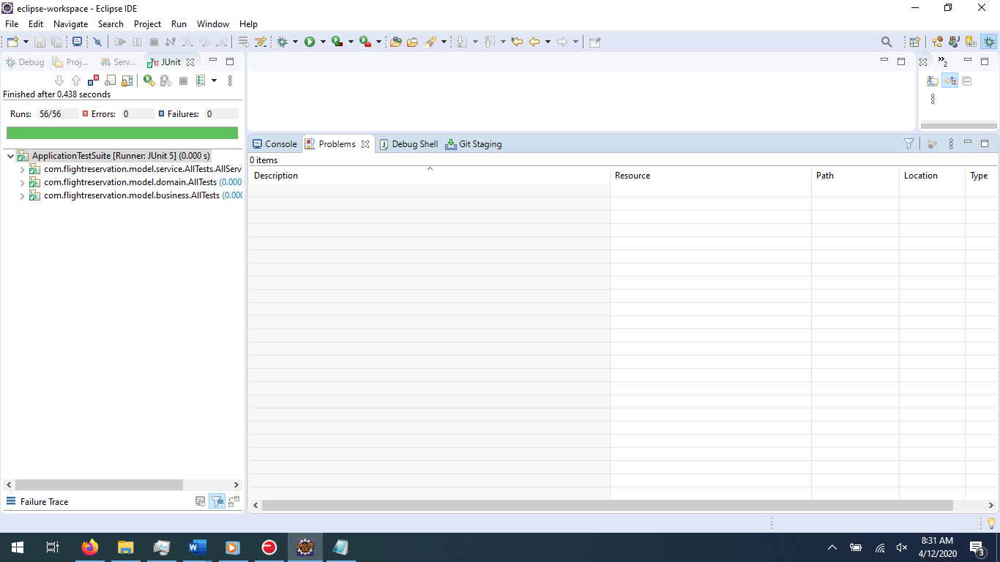 eclipse-workspace - Eclipse IDE
File Edit Navigate Search Project Run Window Help
Debug Proj... Serv... JUnit
Finished after 0.438 seconds
Runs: 56/56 Errors: 0 Failures: 0
ApplicationTestSuite [Runner: JUnit 5] (0.000 s)
com.flightreservation.model.service.AllTests.AllServ
com.flightreservation.model.domain.AllTests (0.000
com.flightreservation.model.business.AllTests (0.000
Failure Trace
»2
Console Problems Debug Shell Git Staging
0 items
Description Resource Path Location Type
8:31 AM
4/12/2020
3